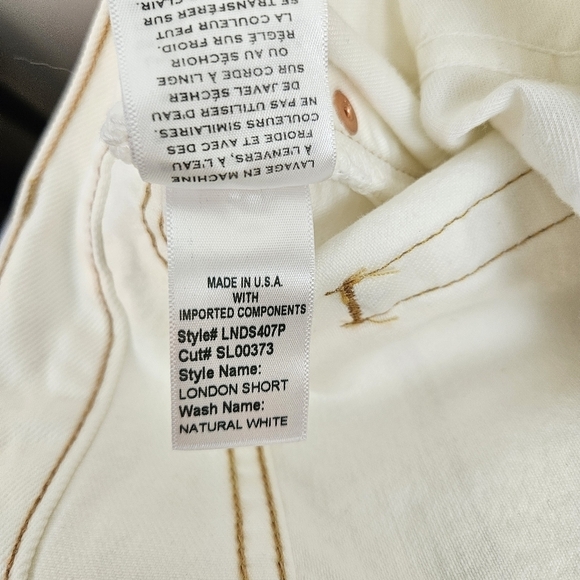 LAVAGE EN MACHINE
À L'ENVERS, À L'EAU
FROIDE ET AVEC DES
COULEURS SIMILAIRES.
NE PAS UTILISER D'EAU
DE JAVEL SÉCHER
SUR CORDE À LINGE
OU AU SÉCHOIR
RÉGLÉ SUR FROID.
LA COULEUR PEUT
SE TRANSFÉRER SUR
CLAIR.
MADE IN U.S.A.
WITH
IMPORTED COMPONENTS
Style# LNDS407P
Cut# SL00373
Style Name:
LONDON SHORT
Wash Name:
NATURAL WHITE